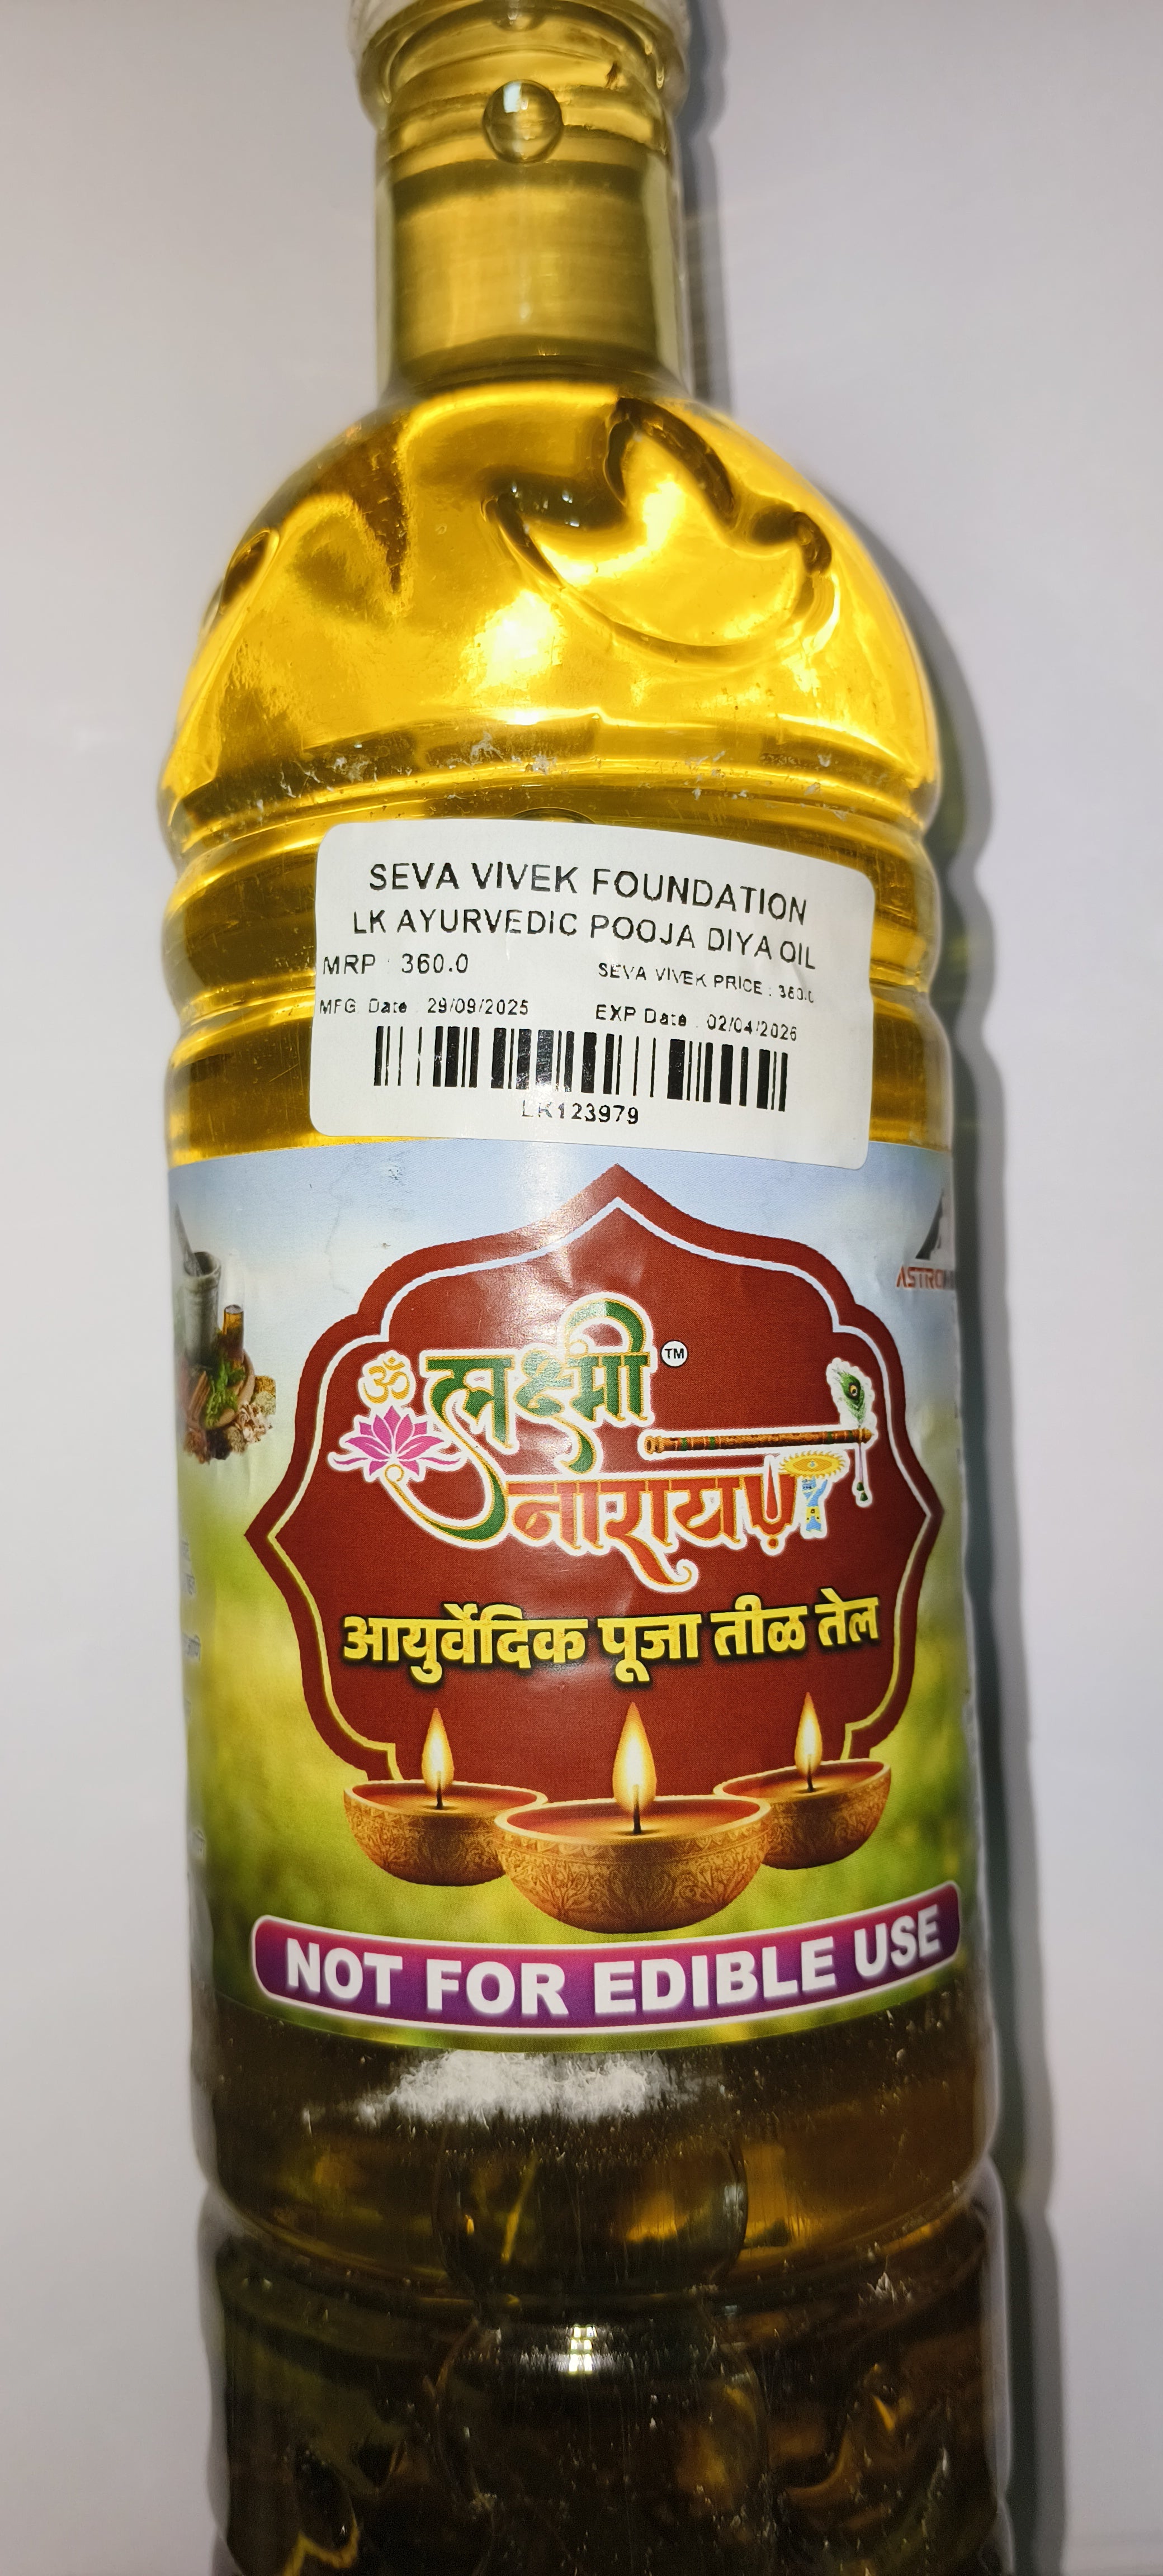 SEVA VIVEK FOUNDATION
LK AYURVEDIC POOJA DIYA OIL
MRP : 360.0
SEVA VIVEK PRICE : 360.0
MFG. Date : 29/09/2025
EXP Date : 02/04/2026
LK123979
लक्ष्मी TM
ॐ
नारायण
आयुर्वेदिक पूजा तीळ तेल
NOT FOR EDIBLE USE